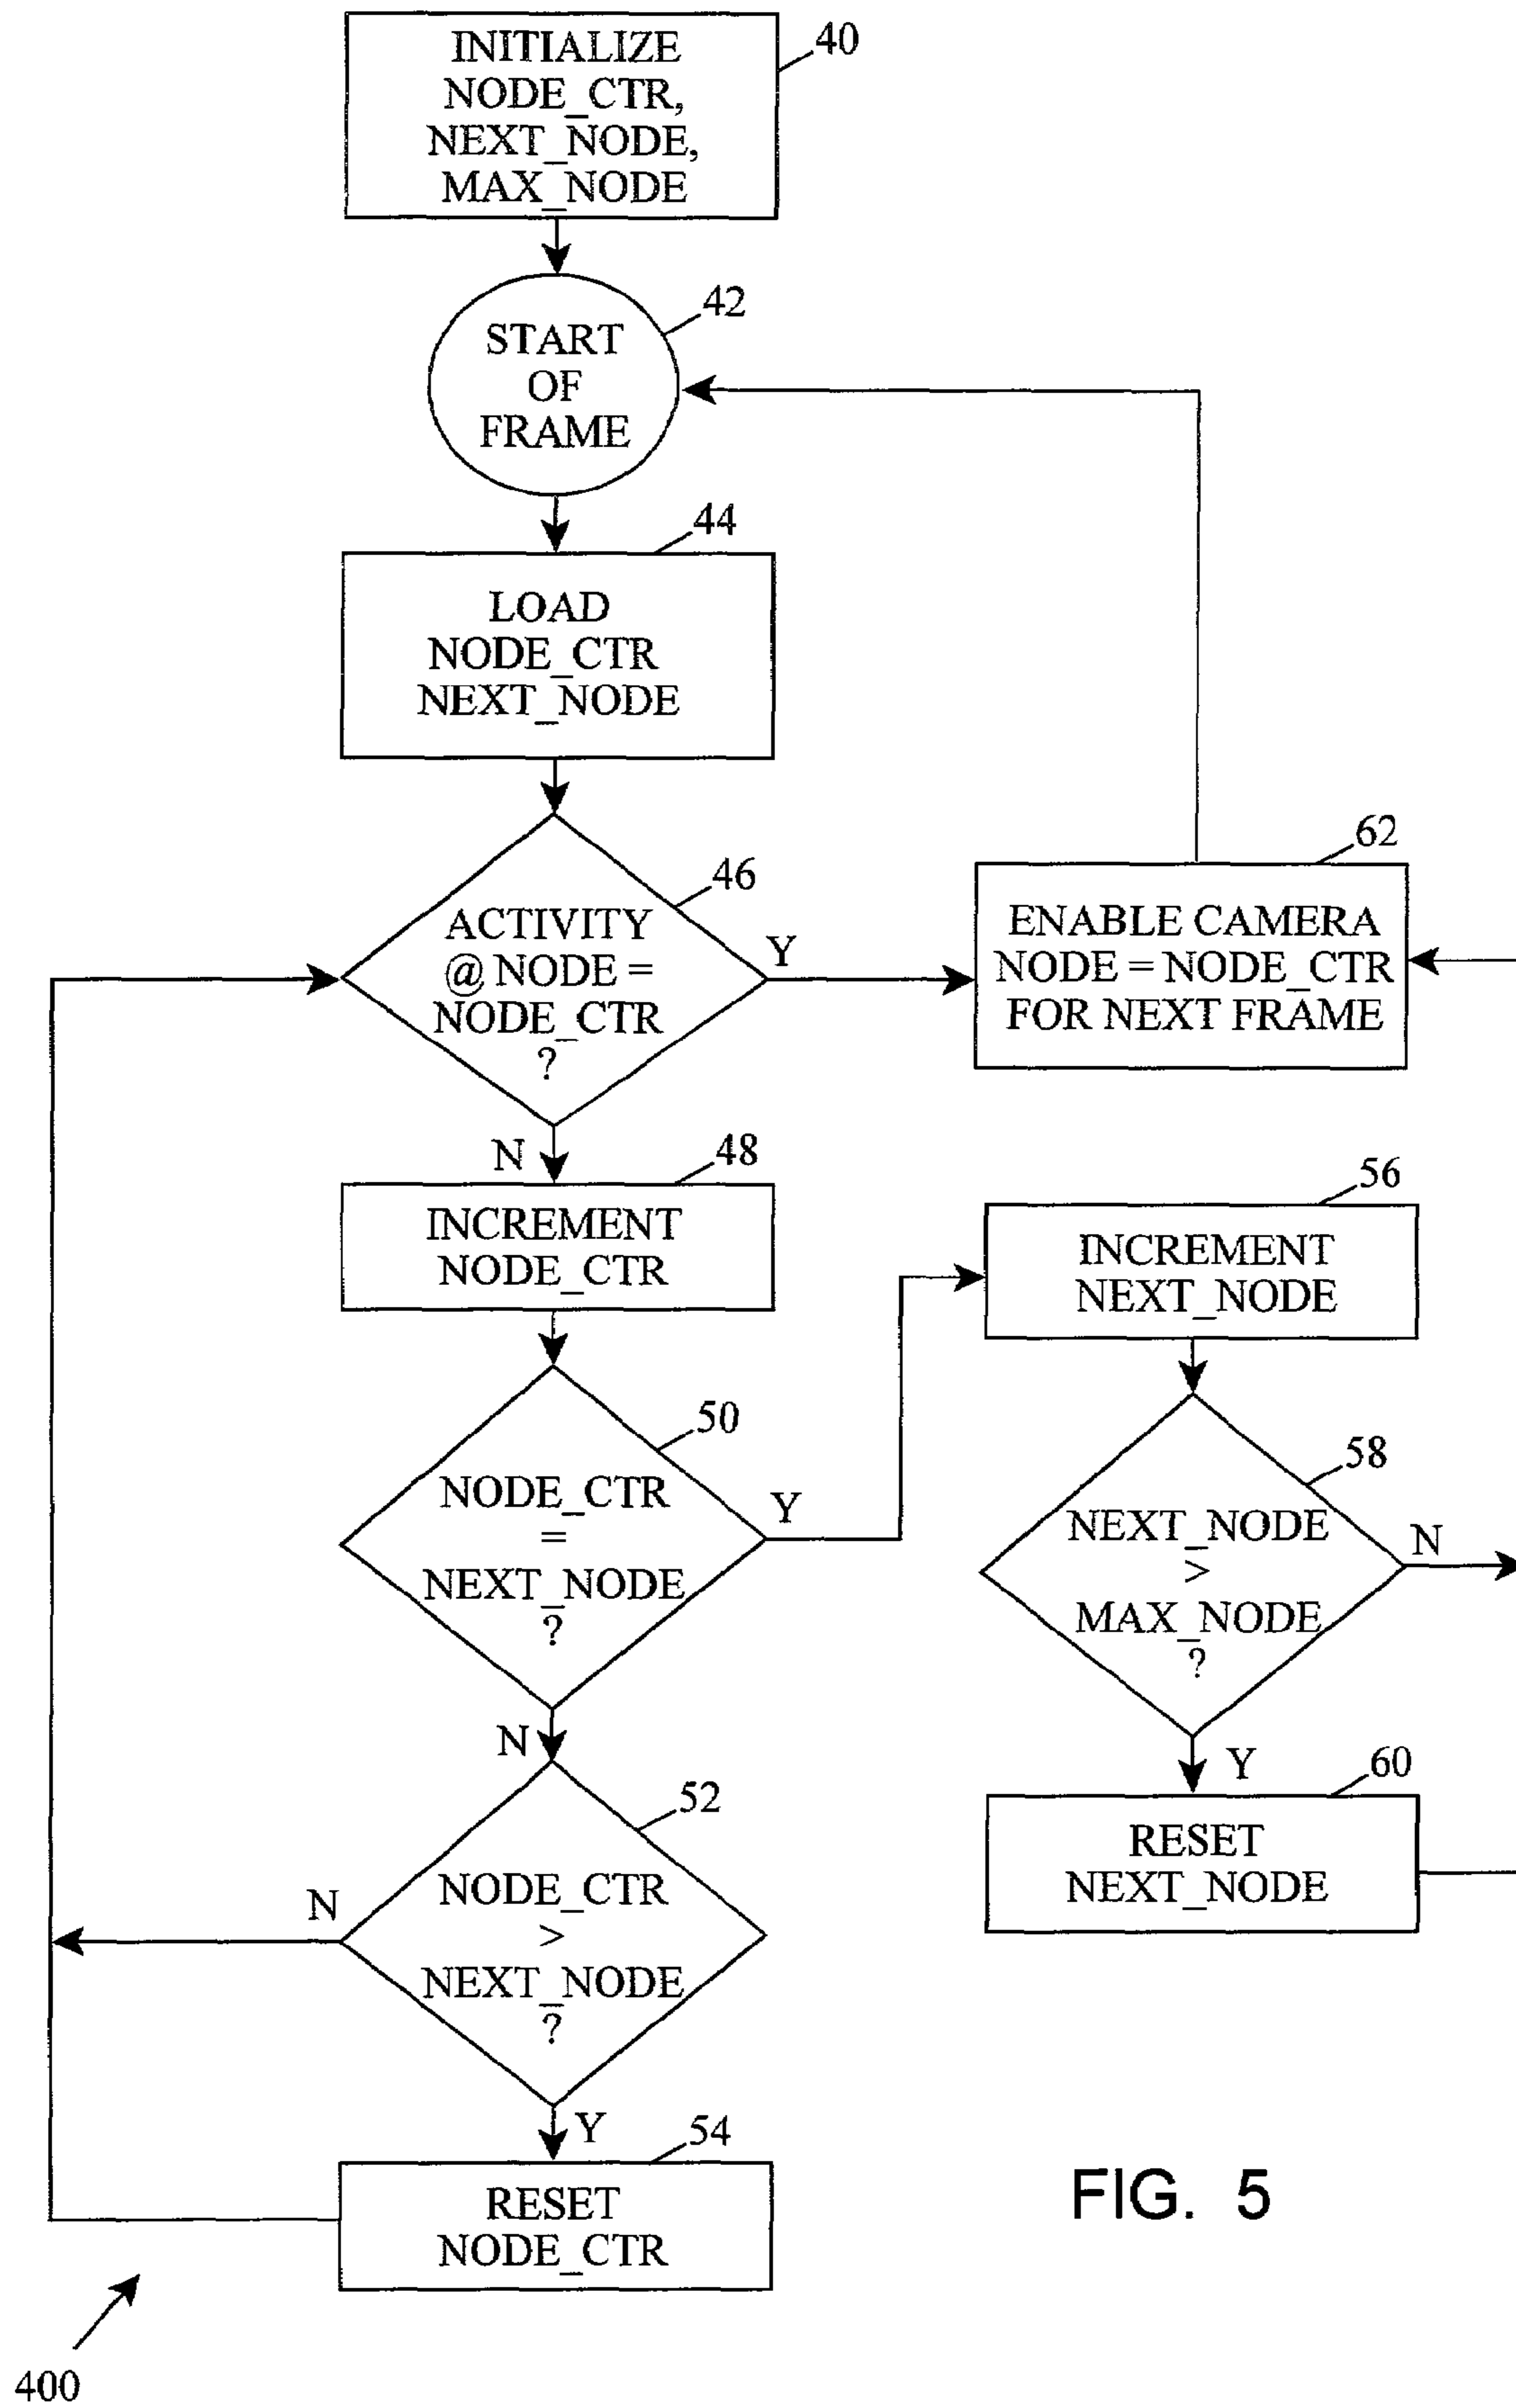 INITIALIZE
NODE_CTR,
NEXT_NODE,
MAX_NODE
40
START
OF
FRAME
42
LOAD
NODE_CTR
NEXT_NODE
44
ACTIVITY
@ NODE =
NODE_CTR
?
46
Y
N
ENABLE CAMERA
NODE = NODE_CTR
FOR NEXT FRAME
62
INCREMENT
NODE_CTR
48
NODE_CTR
=
NEXT_NODE
?
50
Y
N
INCREMENT
NEXT_NODE
56
NEXT_NODE
>
MAX_NODE
?
58
N
Y
RESET
NEXT_NODE
60
NODE_CTR
>
NEXT_NODE
?
52
N
Y
RESET
NODE_CTR
54
FIG. 5
400